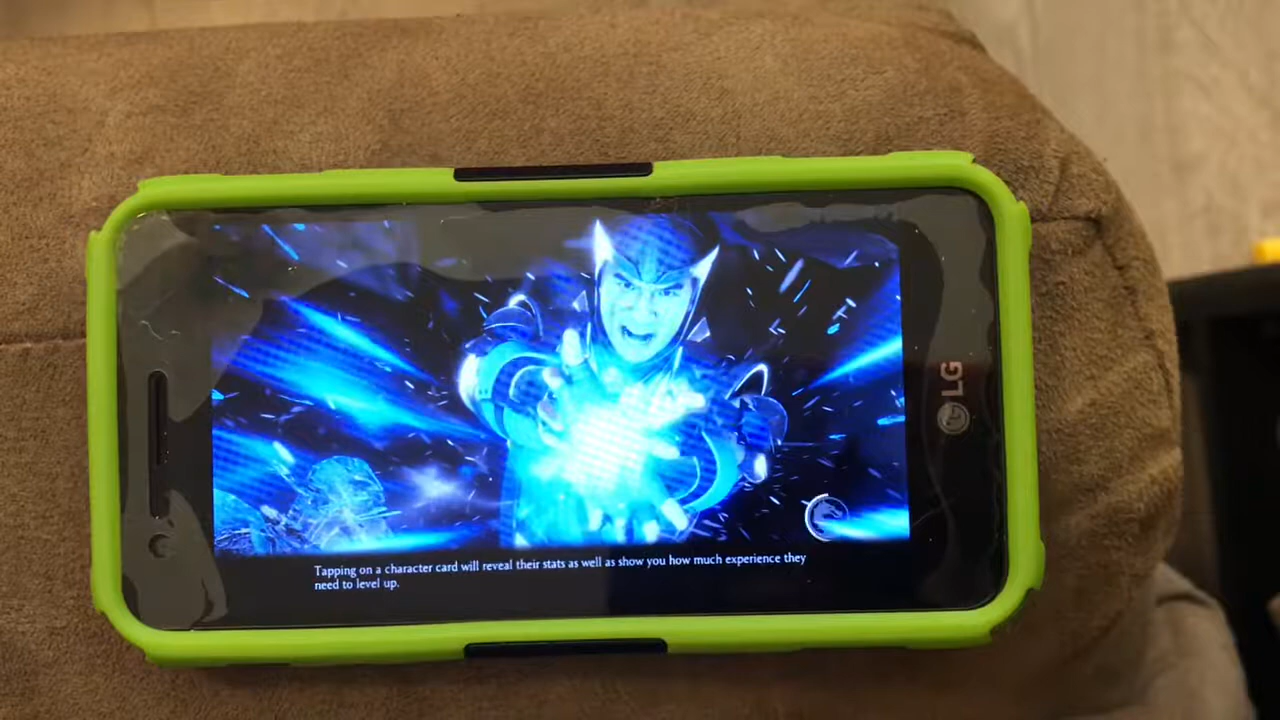 LG
Tapping on a character card will reveal their stats as well as show you how much experience they
need to level up.